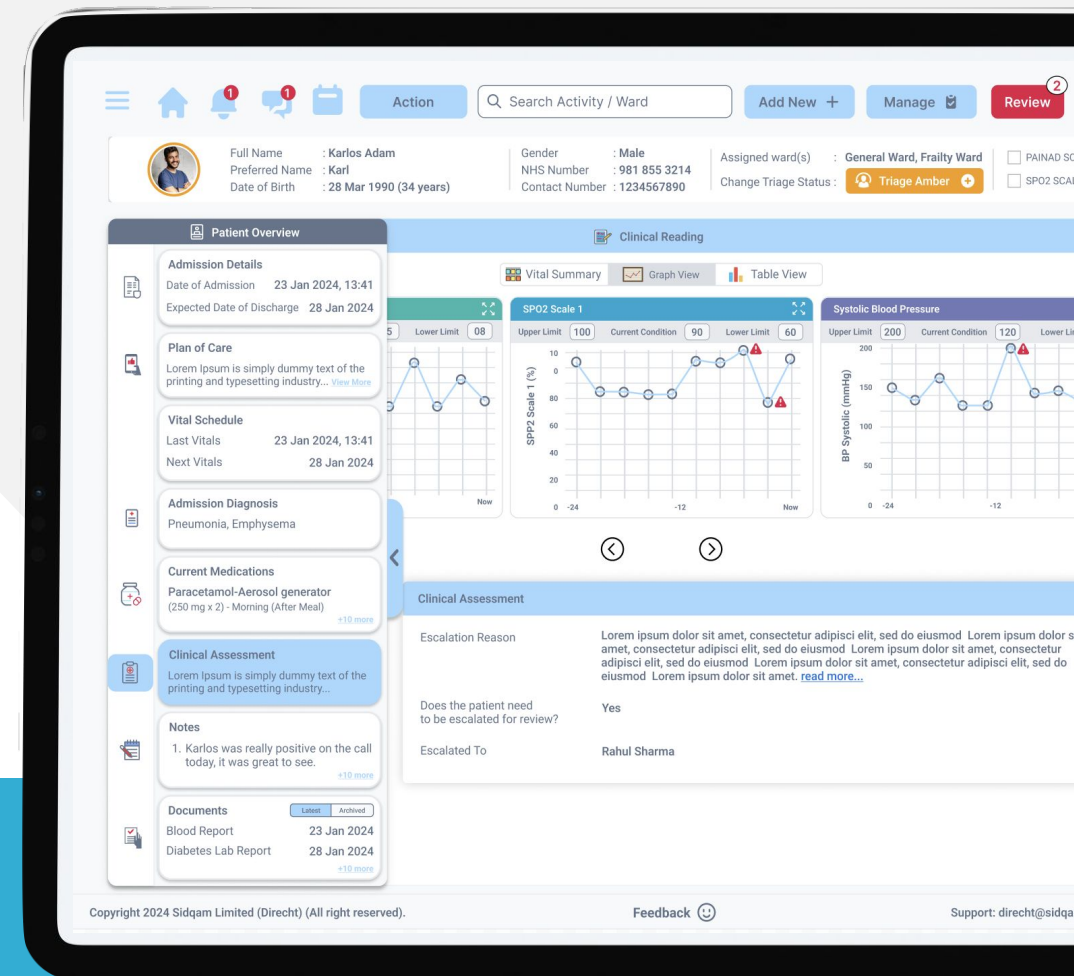 1
1
Action
Search Activity / Ward
Add New +
Manage
Review
2
Full Name : Karlos Adam
Preferred Name : Karl
Date of Birth : 28 Mar 1990 (34 years)
Gender : Male
NHS Number : 981 855 3214
Contact Number : 1234567890
Assigned ward(s) : General Ward, Frailty Ward
Change Triage Status : Triage Amber
PAINAD SC
SPO2 SCAL
Patient Overview
Admission Details
Date of Admission 23 Jan 2024, 13:41
Expected Date of Discharge 28 Jan 2024
Plan of Care
Lorem Ipsum is simply dummy text of the
printing and typesetting industry... View More
Vital Schedule
Last Vitals 23 Jan 2024, 13:41
Next Vitals 28 Jan 2024
Admission Diagnosis
Pneumonia, Emphysema
Current Medications
Paracetamol-Aerosol generator
(250 mg x 2) - Morning (After Meal)
+10 more
Clinical Assessment
Lorem Ipsum is simply dummy text of the
printing and typesetting industry...
Notes
1. Karlos was really positive on the call
today, it was great to see.
+10 more
Documents Latest Archived
Blood Report 23 Jan 2024
Diabetes Lab Report 28 Jan 2024
+10 more
Clinical Reading
Vital Summary
Graph View
Table View
5 Lower Limit 08
Now
SPO2 Scale 1
Upper Limit 100 Current Condition 90 Lower Limit 60
SPP2 Scale 1 (%)
10
0
80
60
40
20
0 -24 -12 Now
Systolic Blood Pressure
Upper Limit 200 Current Condition 120 Lower Li
BP Systolic (mmHg)
200
150
100
50
0 -24 -12
Clinical Assessment
Escalation Reason
Lorem ipsum dolor sit amet, consectetur adipisci elit, sed do eiusmod Lorem ipsum dolor s
amet, consectetur adipisci elit, sed do eiusmod Lorem ipsum dolor sit amet, consectetur
adipisci elit, sed do eiusmod Lorem ipsum dolor sit amet, consectetur adipisci elit, sed do
eiusmod Lorem ipsum dolor sit amet. read more...
Does the patient need
to be escalated for review?
Yes
Escalated To
Rahul Sharma
Copyright 2024 Sidqam Limited (Direcht) (All right reserved).
Feedback
Support: direcht@sidqa